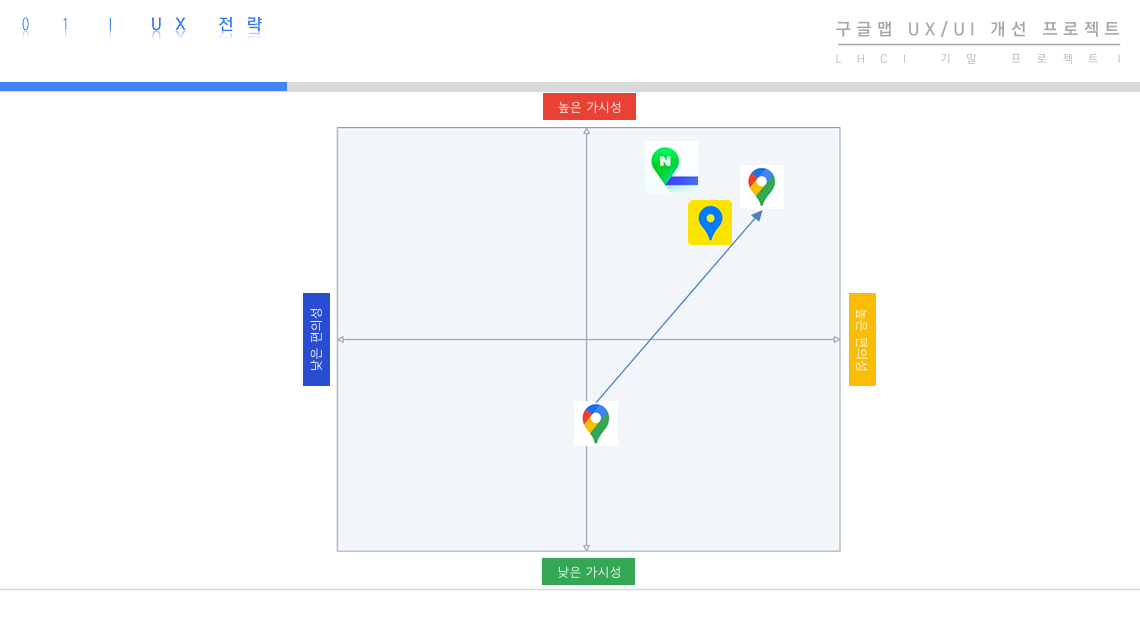 01 | UX 전략
구글맵 UX/UI 개선 프로젝트
LHCI 기말 프로젝트 I
높은 가시성
N
낮은 편의성
높은 편의성
낮은 가시성